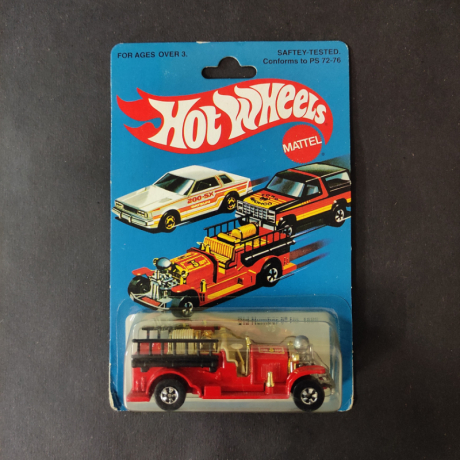 FOR AGES OVER 3.
SAFTEY-TESTED.
Conforms to PS 72-76
HOT WHEELS
MATTEL
200-SX